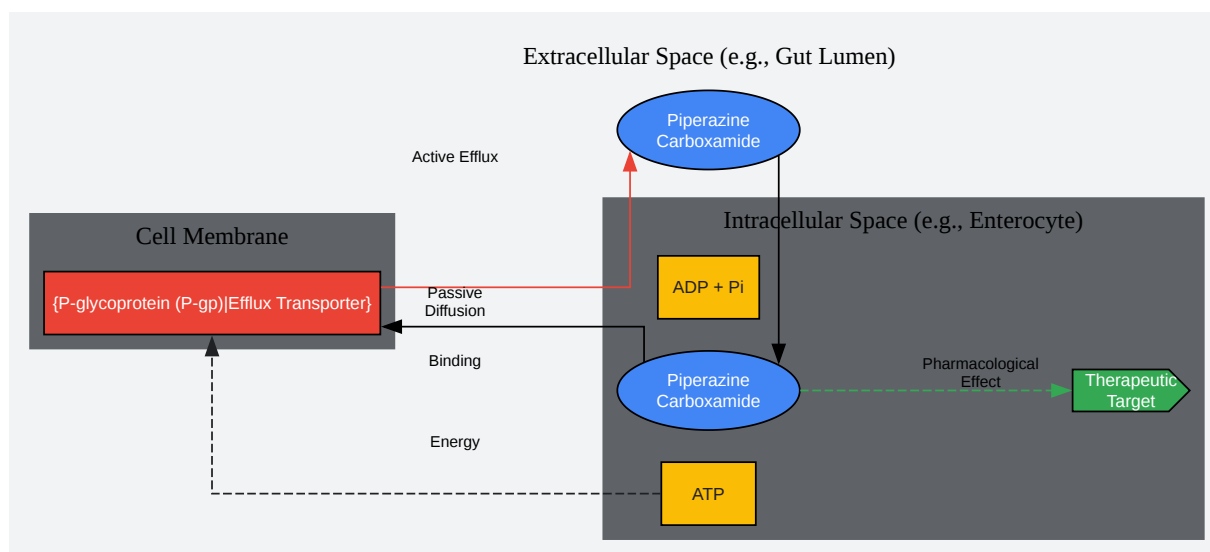 Extracellular Space (e.g., Gut Lumen)
Piperazine
Carboxamide
Active Efflux
Intracellular Space (e.g., Enterocyte)
Cell Membrane
{P-glycoprotein (P-gp)|Efflux Transporter}
ADP + Pi
Passive
Diffusion
Binding
Piperazine
Carboxamide
Pharmacological
Effect
Therapeutic
Target
Energy
ATP